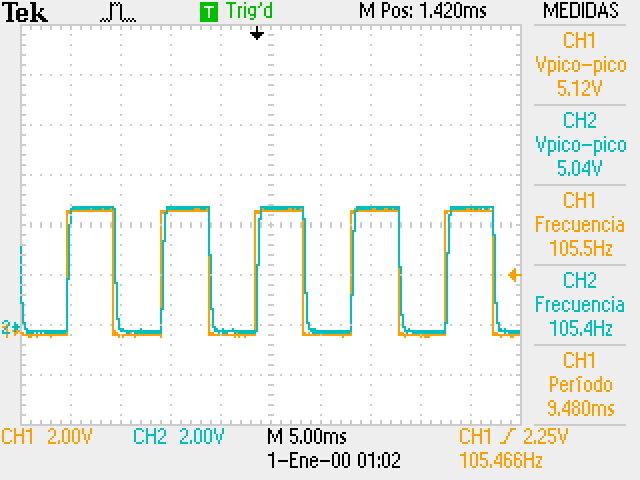 Tek T Trig'd M Pos: 1.420ms MEDIDAS
CH1
Vpico-pico
5.12V
CH2
Vpico-pico
5.04V
CH1
Frecuencia
105.5Hz
CH2
Frecuencia
105.4Hz
CH1
Período
9.480ms
2
CH1 2.00V CH2 2.00V M 5.00ms CH1 2.25V
1-Ene-00 01:02 105.466Hz